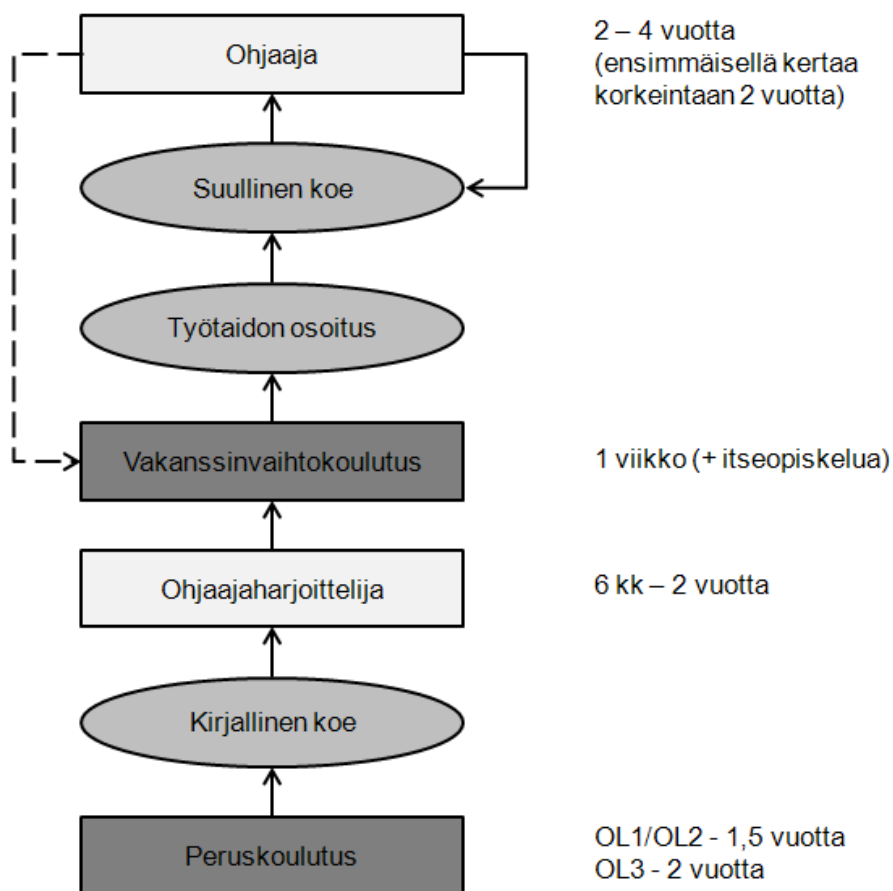 Ohjaaja
2 – 4 vuotta
(ensimmäisellä kertaa
korkeintaan 2 vuotta)
Suullinen koe
Työtaidon osoitus
Vakanssinvaihtokoulutus
1 viikko (+ itseopiskelua)
Ohjaajaharjoittelija
6 kk – 2 vuotta
Kirjallinen koe
Peruskoulutus
OL1/OL2 - 1,5 vuotta
OL3 - 2 vuotta